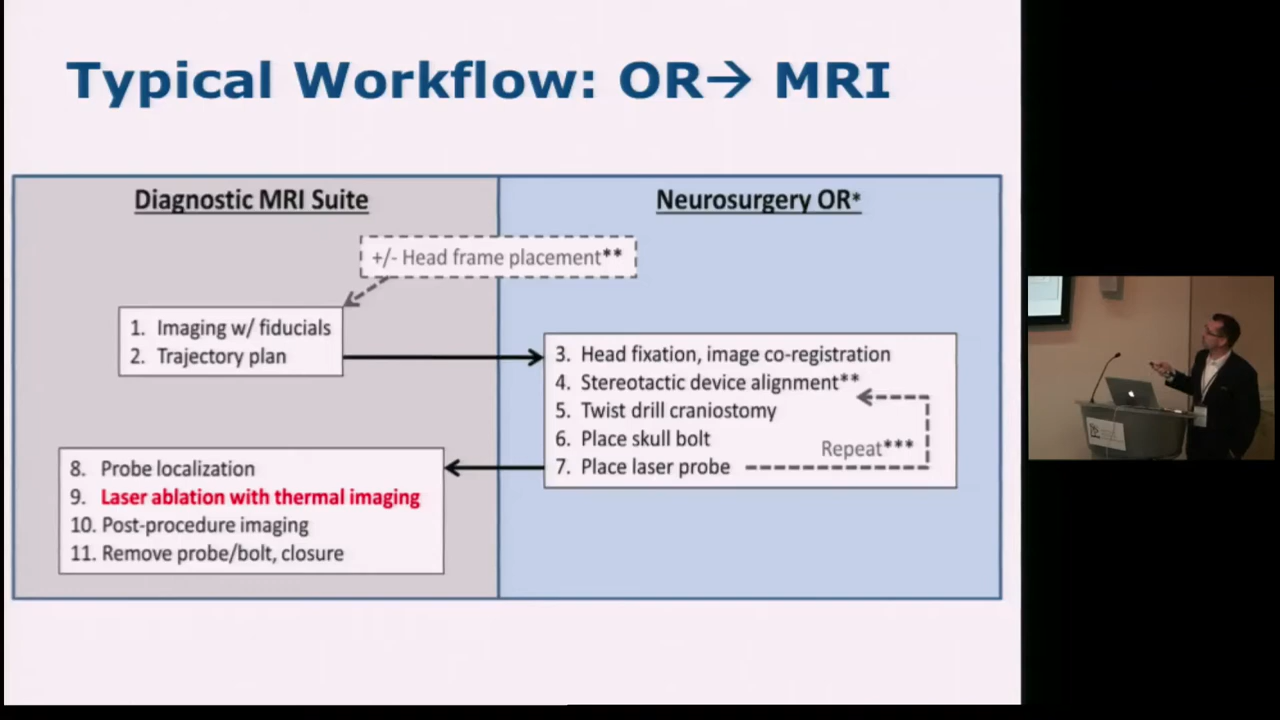 Typical Workflow: OR→ MRI
Diagnostic MRI Suite
Neurosurgery OR*
+/- Head frame placement**
1. Imaging w/ fiducials
2. Trajectory plan
3. Head fixation, image co-registration
4. Stereotactic device alignment**
5. Twist drill craniostomy
6. Place skull bolt
Repeat***
7. Place laser probe
8. Probe localization
9. Laser ablation with thermal imaging
10. Post-procedure imaging
11. Remove probe/bolt, closure